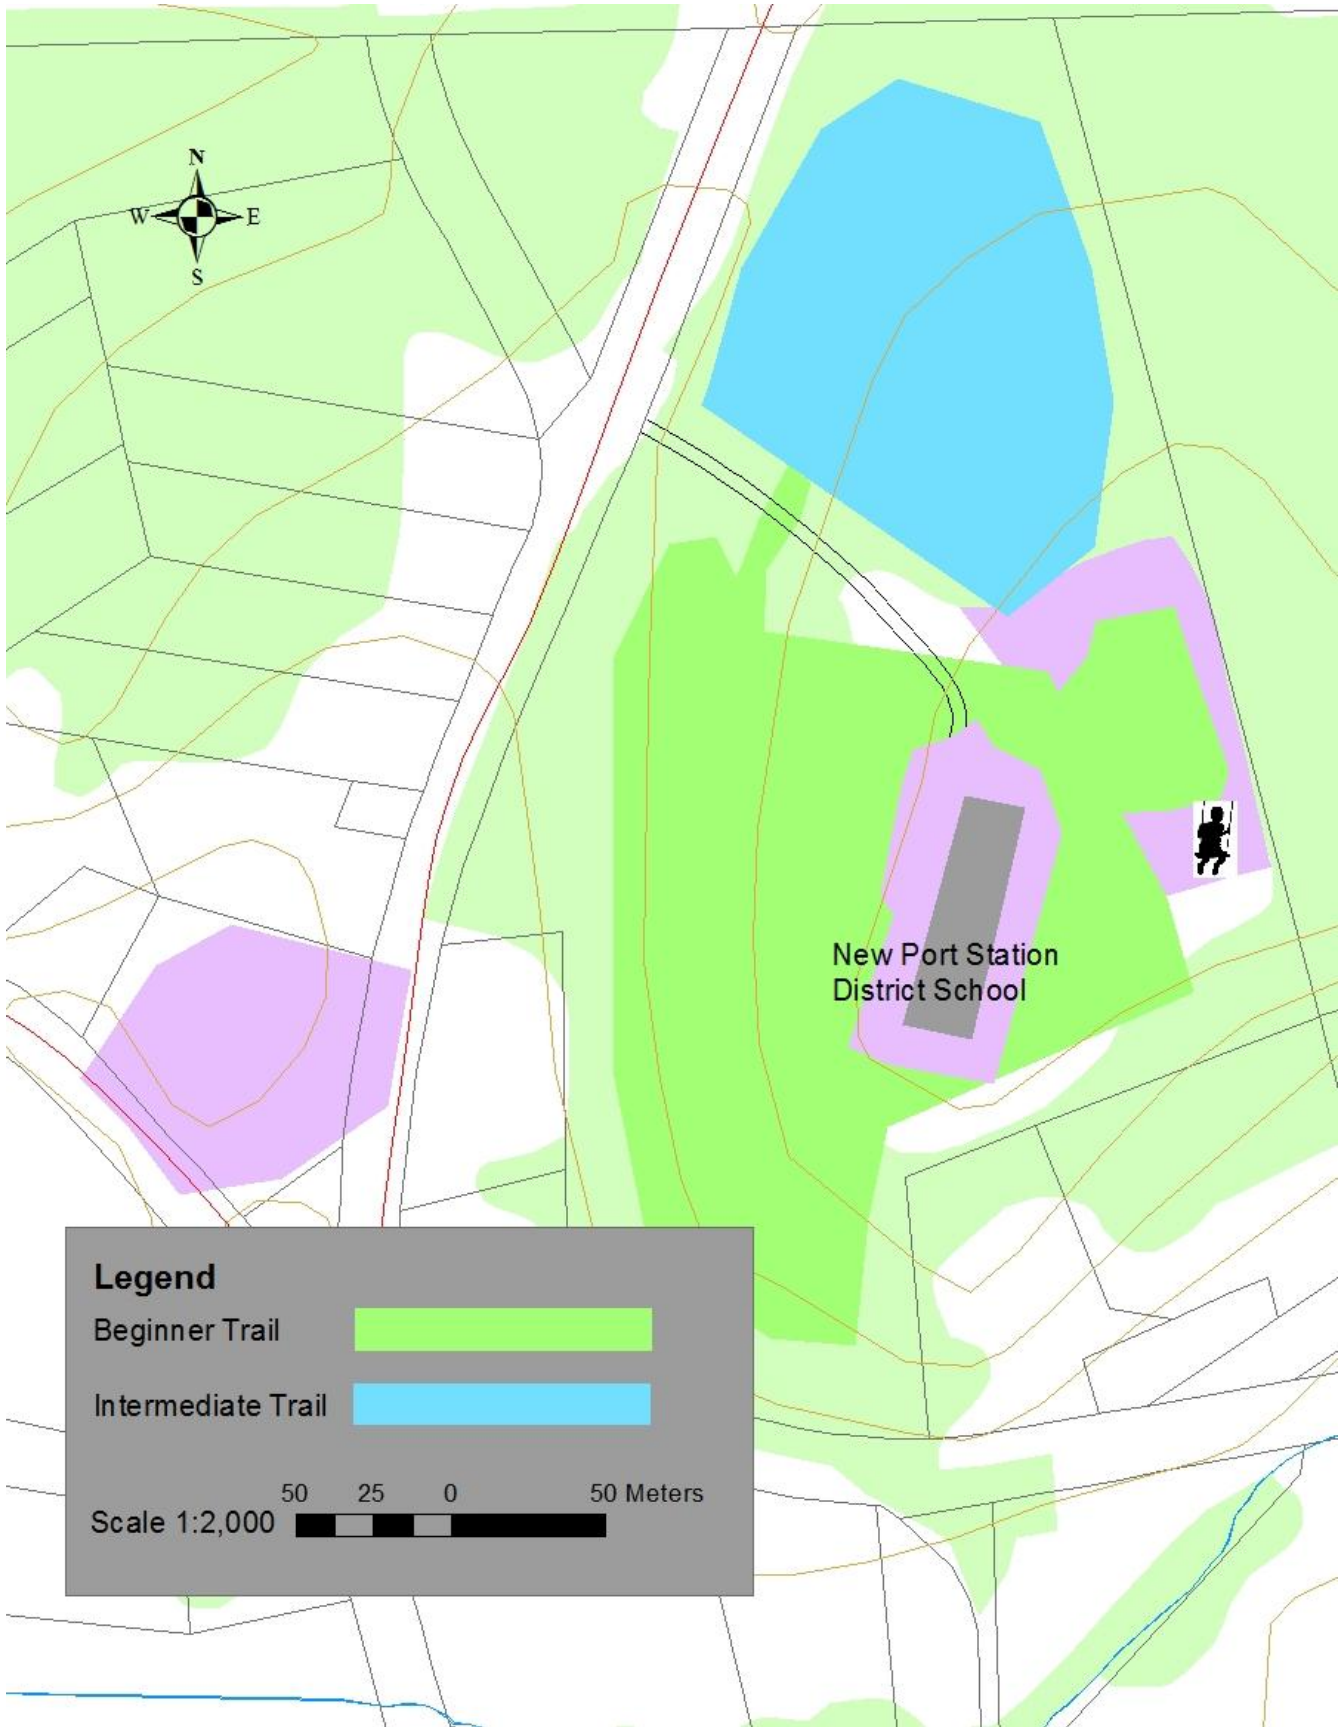 N
W E
S
New Port Station
District School
Legend
Beginner Trail
Intermediate Trail
50 25 0 50 Meters
Scale 1:2,000